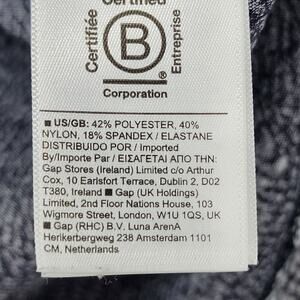 Certified
Certifiée
B
®
Entreprise
Corporation
■ US/GB: 42% POLYESTER, 40%
NYLON, 18% SPANDEX / ELASTANE
DISTRIBUIDO POR / Imported
By/Importe Par / ΕΙΣΑΓΕΤΑΙ ΑΠΟ ΤΗΝ:
Gap Stores (Ireland) Limited c/o Arthur
Cox, 10 Earlsfort Terrace, Dublin 2, D02
T380, Ireland ■ Gap (UK Holdings)
Limited, 2nd Floor Nations House, 103
Wigmore Street, London, W1U 1QS, UK
■ Gap (RHC) B.V. Luna ArenA
Herikerbergweg 238 Amsterdam 1101
CM, Netherlands